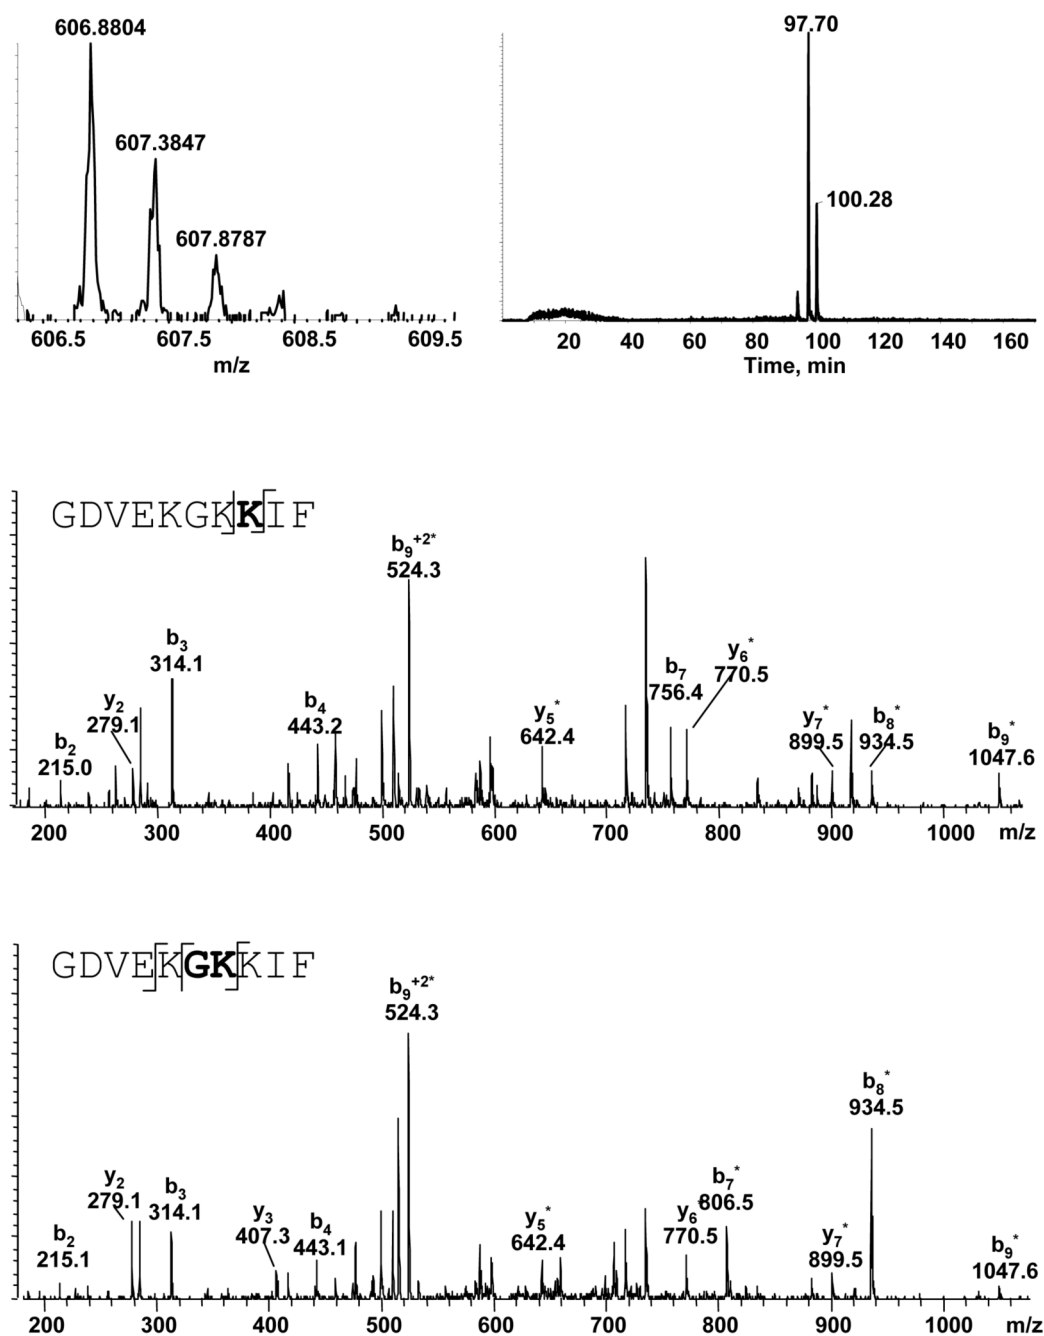 606.8804
607.3847
607.8787
606.5 607.5 608.5 609.5
m/z
97.70
100.28
20 40 60 80 100 120 140 160
Time, min
GDVEKGKKIF
b2
215.0
y2
279.1
b3
314.1
b4
443.2
b9+2*
524.3
y5*
642.4
b7
756.4
y6*
770.5
y7*
899.5
b8*
934.5
b9*
1047.6
200 300 400 500 600 700 800 900 1000 m/z
GDVEKGKKIF
b2
215.1
y2
279.1
b3
314.1
y3
407.3
b4
443.1
b9+2*
524.3
y5*
642.4
y6*
770.5
b7*
806.5
y7*
899.5
b8*
934.5
b9*
1047.6
200 300 400 500 600 700 800 900 1000 m/z